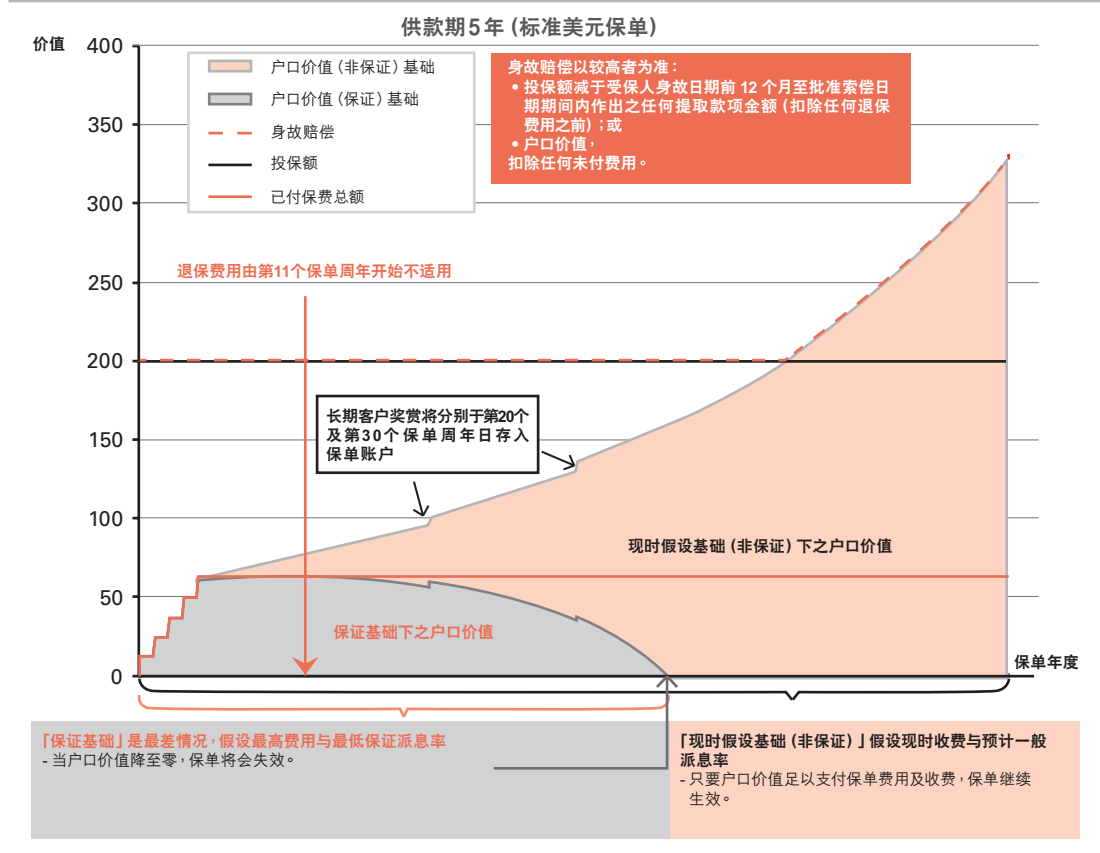 供款期5年 (标准美元保单)
价值
400
350
300
250
200
150
100
50
0
户口价值 (非保证) 基础
户口价值 (保证) 基础
身故赔偿
投保额
已付保费总额
身故赔偿以较高者为准：
• 投保额减于受保人身故日期前 12 个月至批准索偿日
期期间内作出之任何提取款项金额 (扣除任何退保
费用之前)；或
• 户口价值，
扣除任何未付费用。
退保费用由第11个保单周年开始不适用
长期客户奖赏将分别于第20个
及第30个保单周年日存入
保单账户
现时假设基础 (非保证) 下之户口价值
保证基础下之户口价值
保单年度
「保证基础」是最差情况，假设最高费用与最低保证派息率
- 当户口价值降至零，保单将会失效。
「现时假设基础 (非保证) 」假设现时收费与预计一般
派息率
- 只要户口价值足以支付保单费用及收费，保单继续
生效。